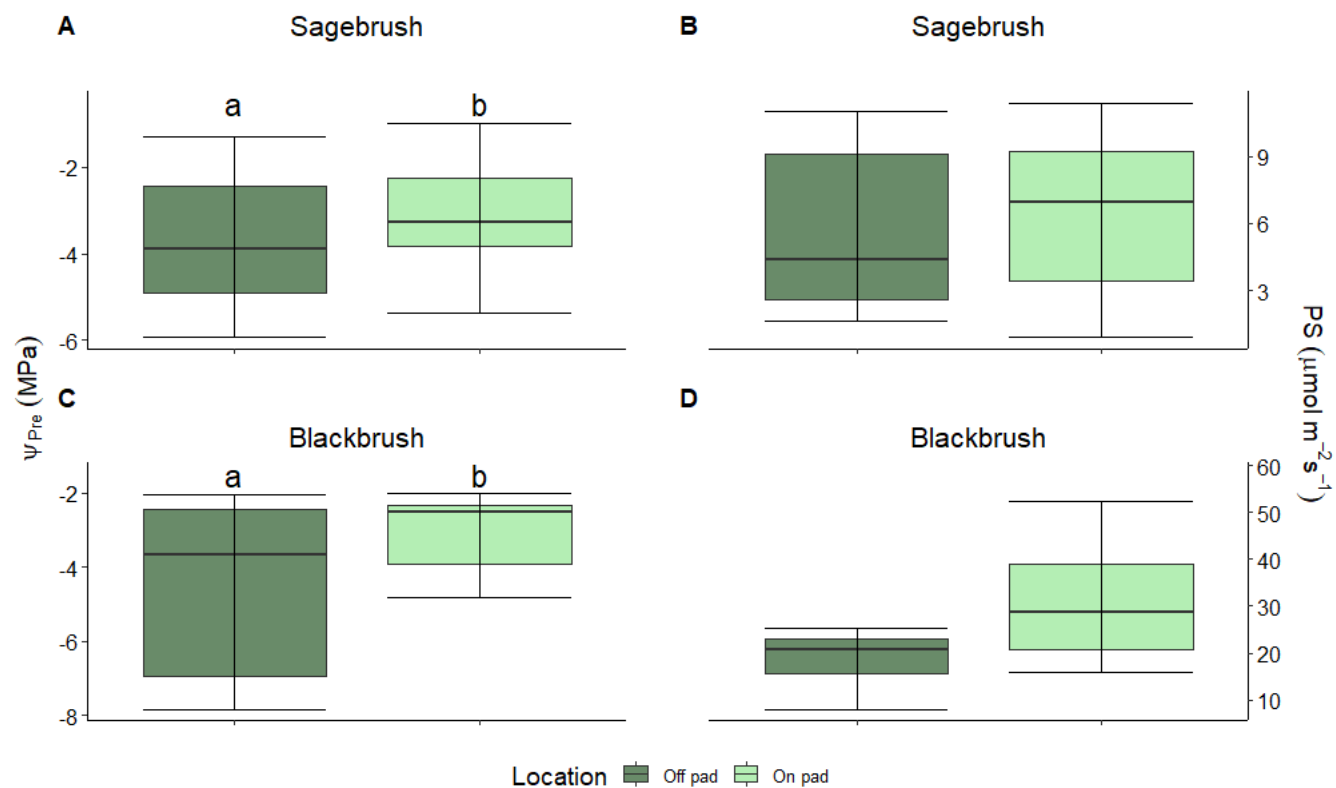 A Sagebrush
B Sagebrush
a b
-2
-4
-6
9
6
3
ΨPre (MPa)
PS (μmol m⁻² s⁻¹)
C Blackbrush
D Blackbrush
a b
-2
-4
-6
-8
60
50
40
30
20
10
Location Off pad On pad